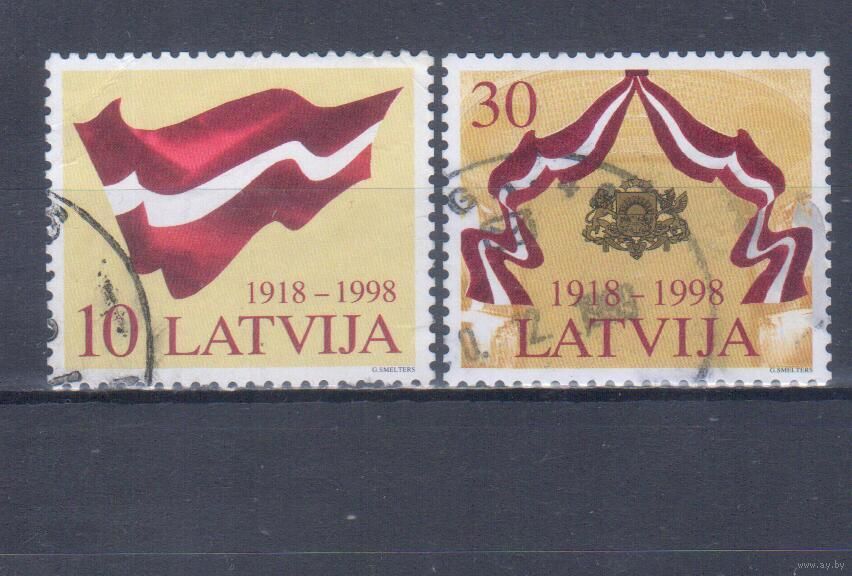 1918 – 1998
10 LATVIJA
G.SMELTERS
30
1918 – 1998
LATVIJA
G.SMELTERS
www.ay.by